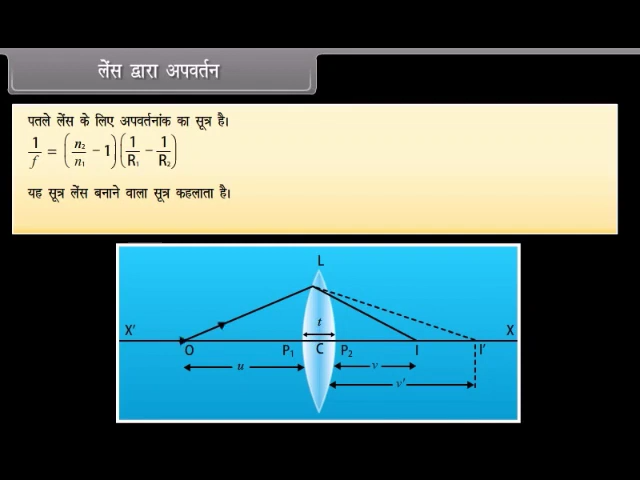 लेंस द्वारा अपवर्तन
पतले लेंस के लिए अपवर्तनांक का सूत्र है।
1/f = (n₂/n₁ − 1)(1/R₁ − 1/R₂)
यह सूत्र लेंस बनाने वाला सूत्र कहलाता है।
L
t
X′ X
O P₁ C P₂ I I′
u v
v′